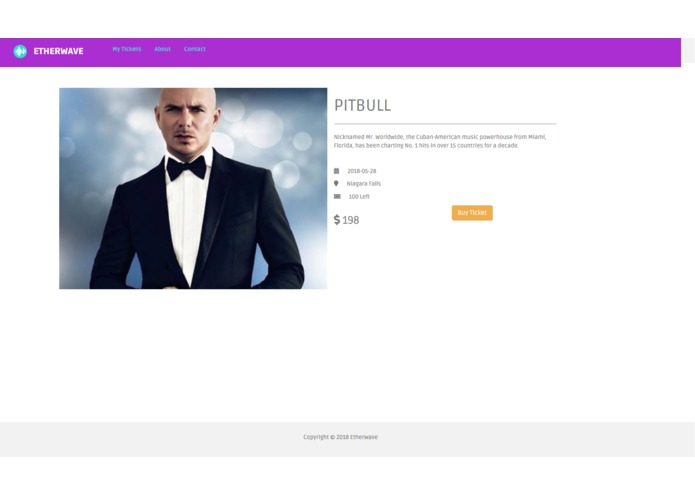 ETHERWAVE
My Tickets
About
Contact
PITBULL
Nicknamed Mr. Worldwide, the Cuban-American music powerhouse from Miami,
Florida, has been charting No. 1 hits in over 15 countries for a decade.
2018-05-28
Niagara Falls
100 Left
$ 198
Buy Ticket
Copyright © 2018 Etherwave